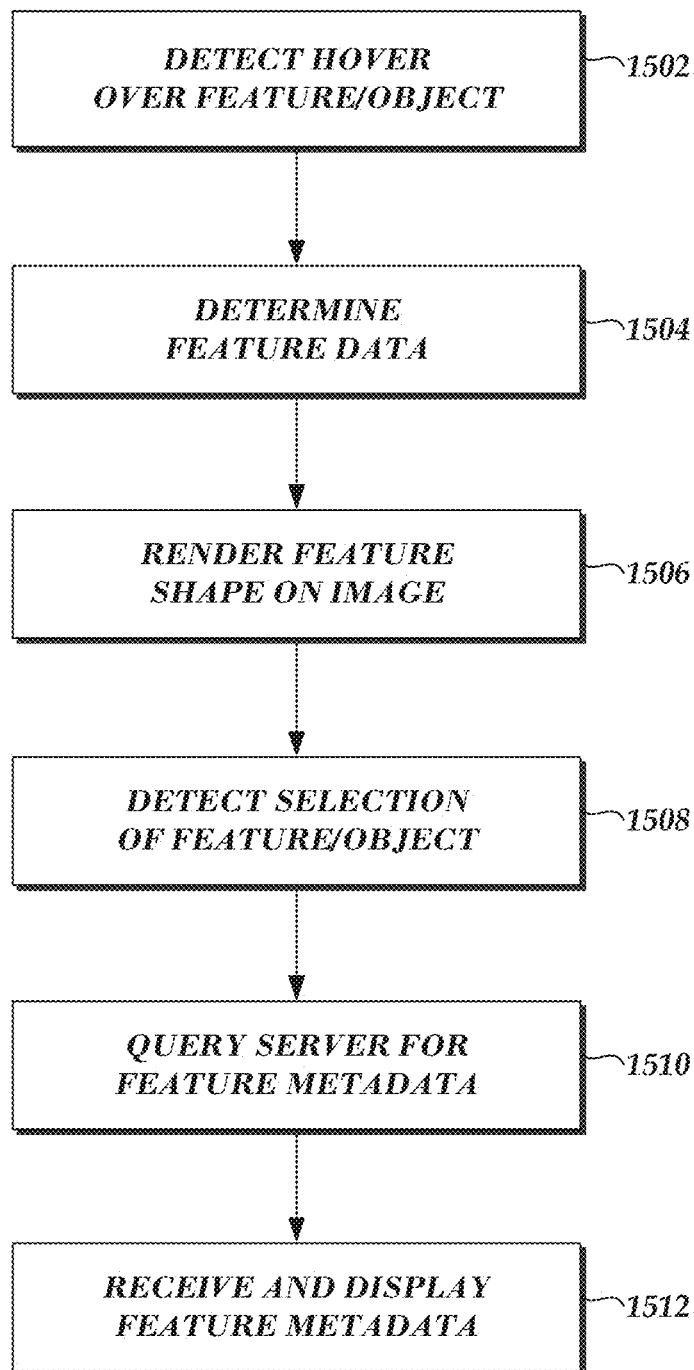 DETECT HOVER
OVER FEATURE/OBJECT
1502
DETERMINE
FEATURE DATA
1504
RENDER FEATURE
SHAPE ON IMAGE
1506
DETECT SELECTION
OF FEATURE/OBJECT
1508
QUERY SERVER FOR
FEATURE METADATA
1510
RECEIVE AND DISPLAY
FEATURE METADATA
1512